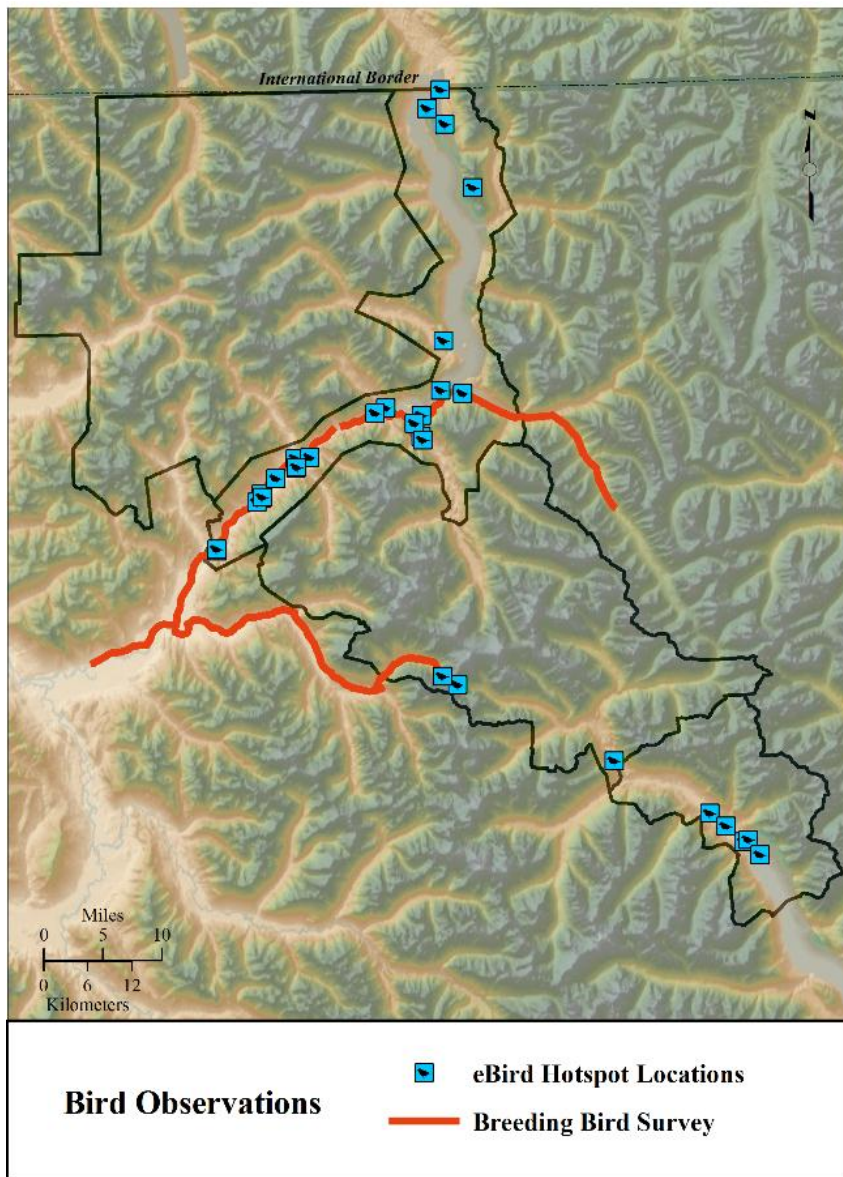 International Border
N
Miles
0 5 10
0 6 12
Kilometers
Bird Observations
eBird Hotspot Locations
Breeding Bird Survey